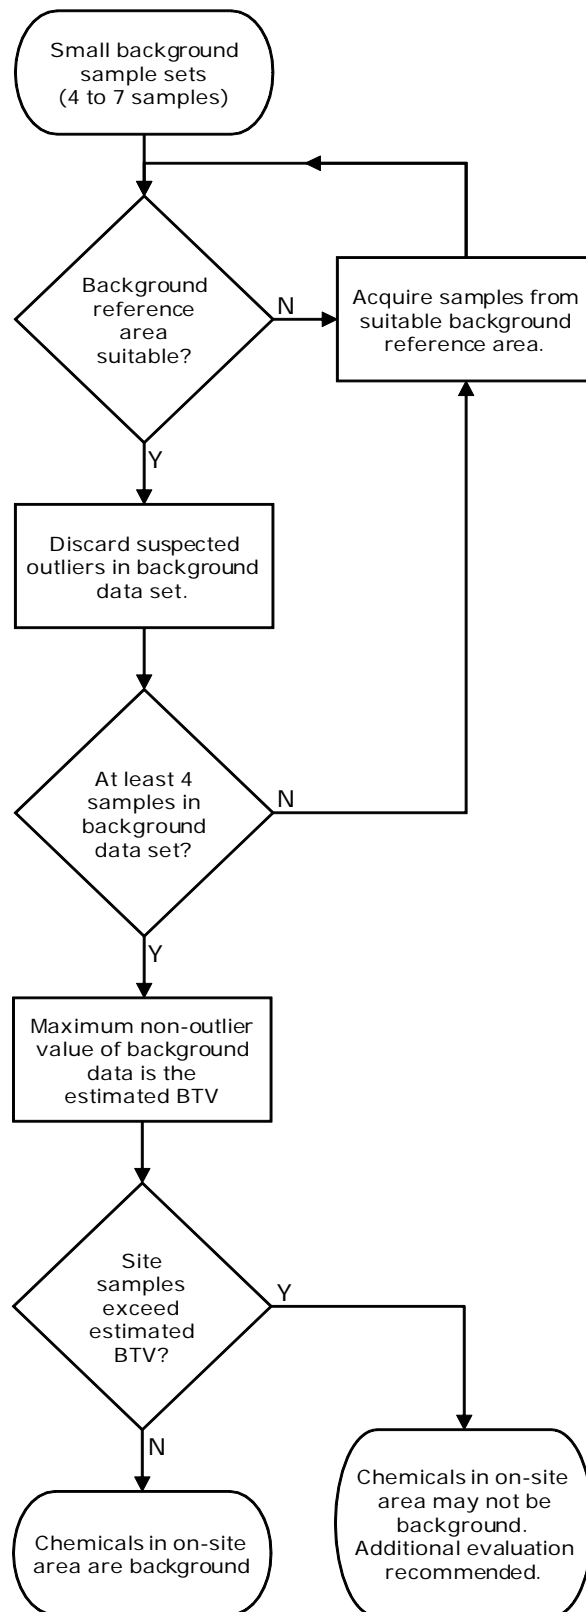 Small background
sample sets
(4 to 7 samples)
Background
reference
area
suitable?
N
Acquire samples from
suitable background
reference area.
Y
Discard suspected
outliers in background
data set.
At least 4
samples in
background
data set?
N
Y
Maximum non-outlier
value of background
data is the
estimated BTV
Site
samples
exceed
estimated
BTV?
Y
N
Chemicals in on-site
area are background
Chemicals in on-site
area may not be
background.
Additional evaluation
recommended.